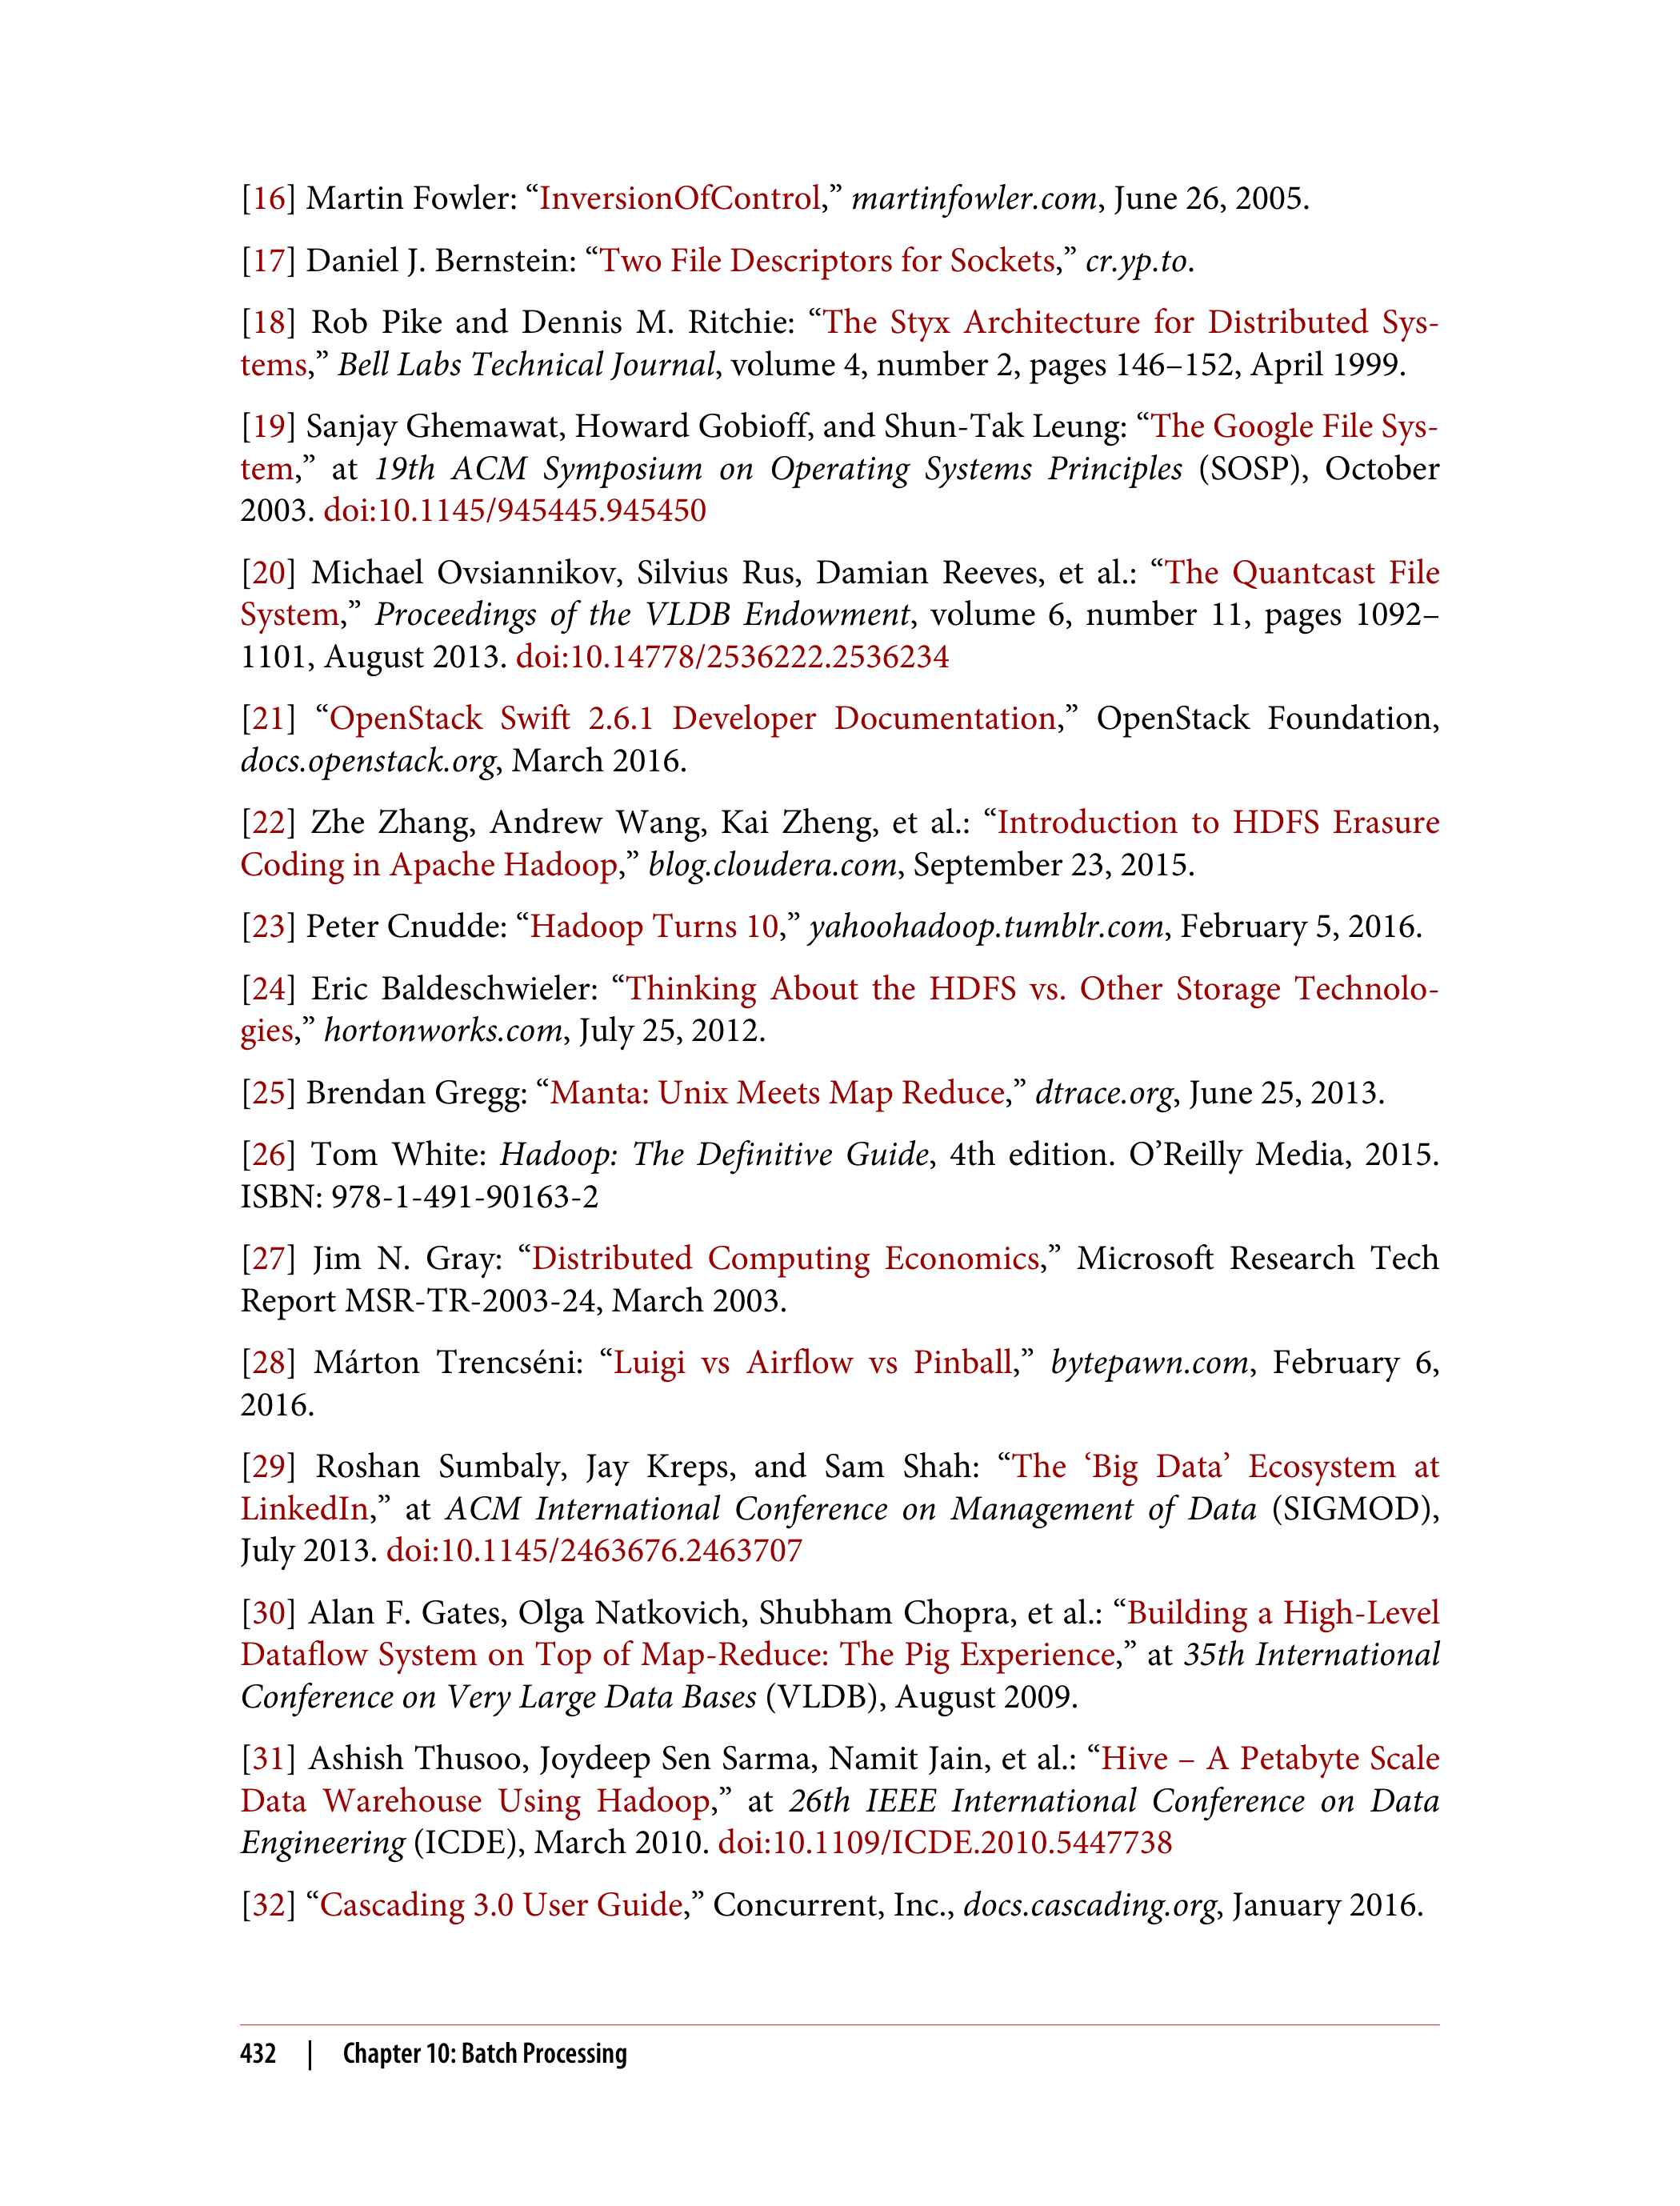 [16] Martin Fowler: “InversionOfControl,” martinfowler.com, June 26, 2005.
[17] Daniel J. Bernstein: “Two File Descriptors for Sockets,” cr.yp.to.
[18] Rob Pike and Dennis M. Ritchie: “The Styx Architecture for Distributed Sys-
tems,” Bell Labs Technical Journal, volume 4, number 2, pages 146–152, April 1999.
[19] Sanjay Ghemawat, Howard Gobioff, and Shun-Tak Leung: “The Google File Sys-
tem,” at 19th ACM Symposium on Operating Systems Principles (SOSP), October
2003. doi:10.1145/945445.945450
[20] Michael Ovsiannikov, Silvius Rus, Damian Reeves, et al.: “The Quantcast File
System,” Proceedings of the VLDB Endowment, volume 6, number 11, pages 1092–
1101, August 2013. doi:10.14778/2536222.2536234
[21] “OpenStack Swift 2.6.1 Developer Documentation,” OpenStack Foundation,
docs.openstack.org, March 2016.
[22] Zhe Zhang, Andrew Wang, Kai Zheng, et al.: “Introduction to HDFS Erasure
Coding in Apache Hadoop,” blog.cloudera.com, September 23, 2015.
[23] Peter Cnudde: “Hadoop Turns 10,” yahoohadoop.tumblr.com, February 5, 2016.
[24] Eric Baldeschwieler: “Thinking About the HDFS vs. Other Storage Technolo-
gies,” hortonworks.com, July 25, 2012.
[25] Brendan Gregg: “Manta: Unix Meets Map Reduce,” dtrace.org, June 25, 2013.
[26] Tom White: Hadoop: The Definitive Guide, 4th edition. O’Reilly Media, 2015.
ISBN: 978-1-491-90163-2
[27] Jim N. Gray: “Distributed Computing Economics,” Microsoft Research Tech
Report MSR-TR-2003-24, March 2003.
[28] Márton Trencséni: “Luigi vs Airflow vs Pinball,” bytepawn.com, February 6,
2016.
[29] Roshan Sumbaly, Jay Kreps, and Sam Shah: “The ‘Big Data’ Ecosystem at
LinkedIn,” at ACM International Conference on Management of Data (SIGMOD),
July 2013. doi:10.1145/2463676.2463707
[30] Alan F. Gates, Olga Natkovich, Shubham Chopra, et al.: “Building a High-Level
Dataflow System on Top of Map-Reduce: The Pig Experience,” at 35th International
Conference on Very Large Data Bases (VLDB), August 2009.
[31] Ashish Thusoo, Joydeep Sen Sarma, Namit Jain, et al.: “Hive – A Petabyte Scale
Data Warehouse Using Hadoop,” at 26th IEEE International Conference on Data
Engineering (ICDE), March 2010. doi:10.1109/ICDE.2010.5447738
[32] “Cascading 3.0 User Guide,” Concurrent, Inc., docs.cascading.org, January 2016.
432 | Chapter 10: Batch Processing